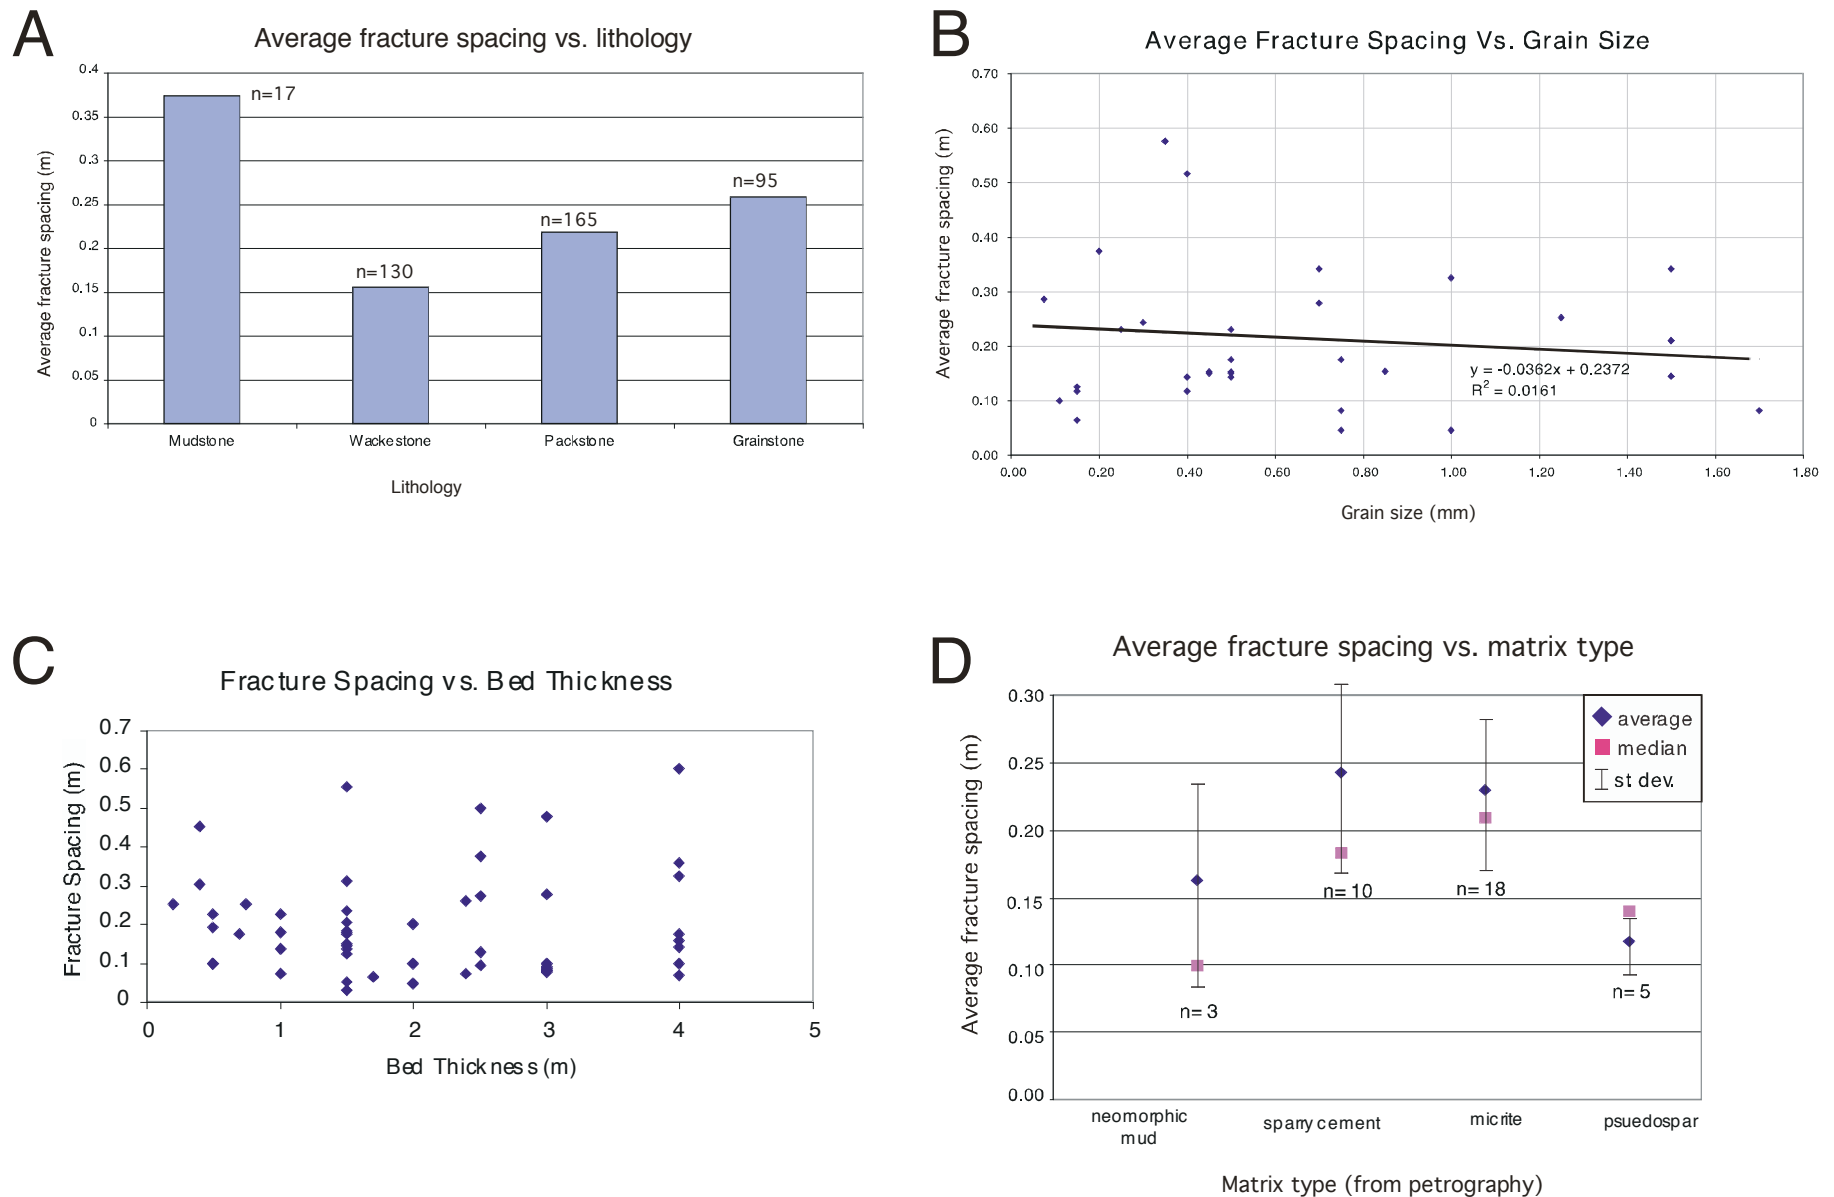 A
Average fracture spacing vs. lithology
Average fracture spacing (m)
0.4
0.35
0.3
0.25
0.2
0.15
0.1
0.05
0
n=17
n=130
n=165
n=95
Mudstone Wackestone Packstone Grainstone
Lithology
B
Average Fracture Spacing Vs. Grain Size
Average fracture spacing (m)
0.70
0.60
0.50
0.40
0.30
0.20
0.10
0.00
y = -0.0362x + 0.2372
R² = 0.0161
0.00 0.20 0.40 0.60 0.80 1.00 1.20 1.40 1.60 1.80
Grain size (mm)
C
Fracture Spacing vs. Bed Thickness
Fracture Spacing (m)
0.7
0.6
0.5
0.4
0.3
0.2
0.1
0
0 1 2 3 4 5
Bed Thickness (m)
D
Average fracture spacing vs. matrix type
Average fracture spacing (m)
0.30
0.25
0.20
0.15
0.10
0.05
0.00
average
median
st. dev.
n=3
n=10
n=18
n=5
neomorphic
mud
sparry cement
micrite
psuedospar
Matrix type (from petrography)